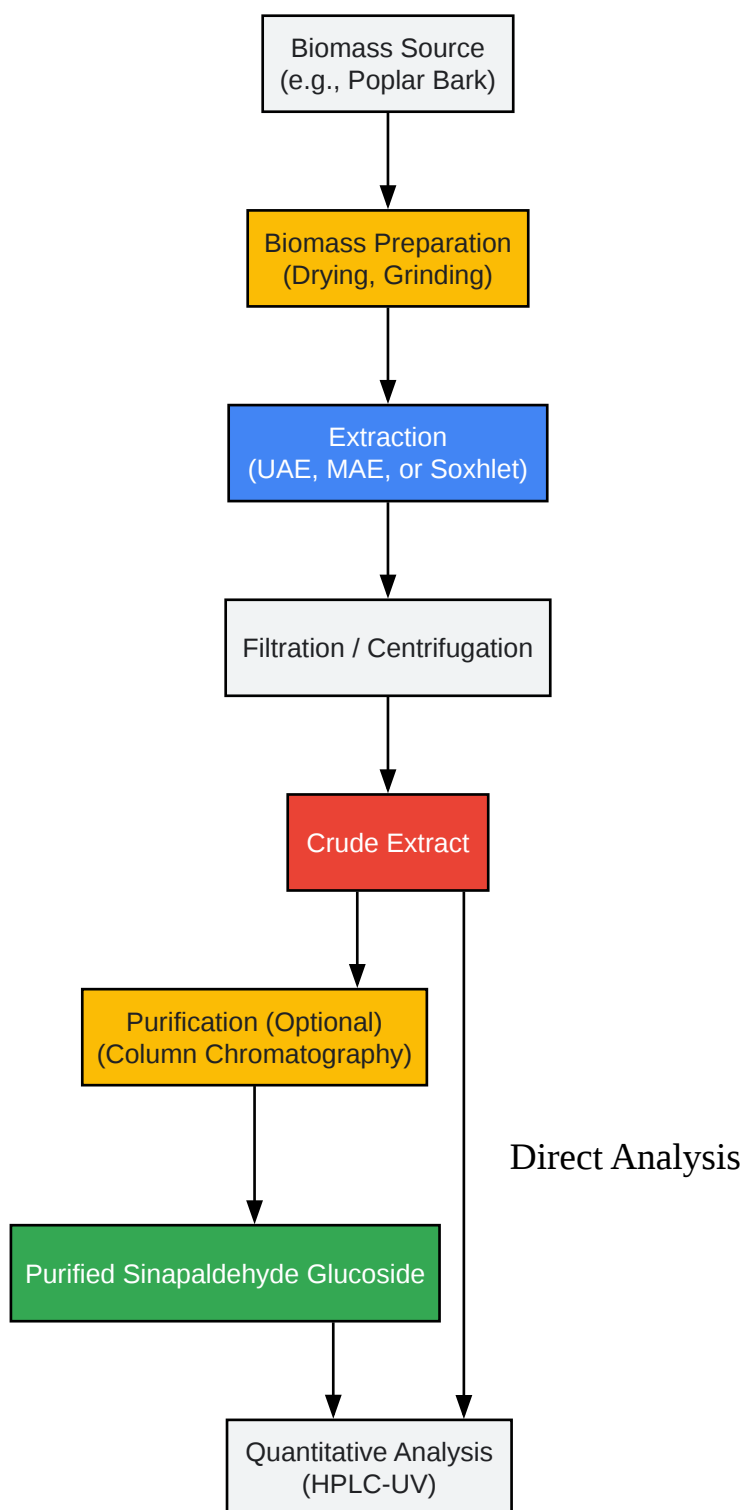 Biomass Source
(e.g., Poplar Bark)
Biomass Preparation
(Drying, Grinding)
Extraction
(UAE, MAE, or Soxhlet)
Filtration / Centrifugation
Crude Extract
Purification (Optional)
(Column Chromatography)
Direct Analysis
Purified Sinapaldehyde Glucoside
Quantitative Analysis
(HPLC-UV)